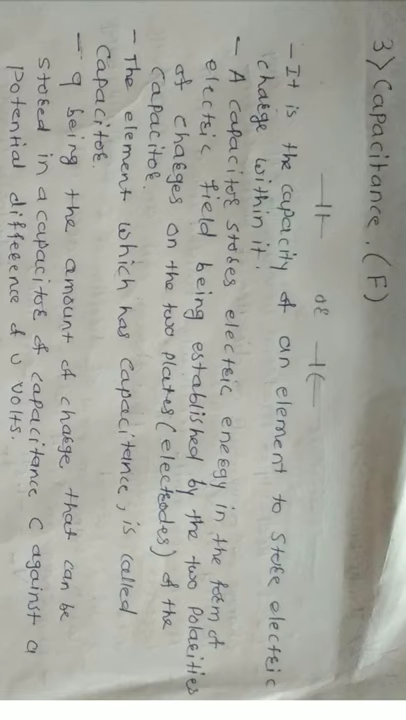 3) Capacitance. (F)
or
- It is the capacity of an element to store electric
charge within it.
- A capacitor stores electric energy in the form of
electric field being established by the two polarities
of charges on the two plates (electrodes) of the
capacitor.
- The element which has capacitance, is called
capacitor.
- q being the amount of charge that can be
stored in a capacitor of capacitance C against a
potential difference of v volts.